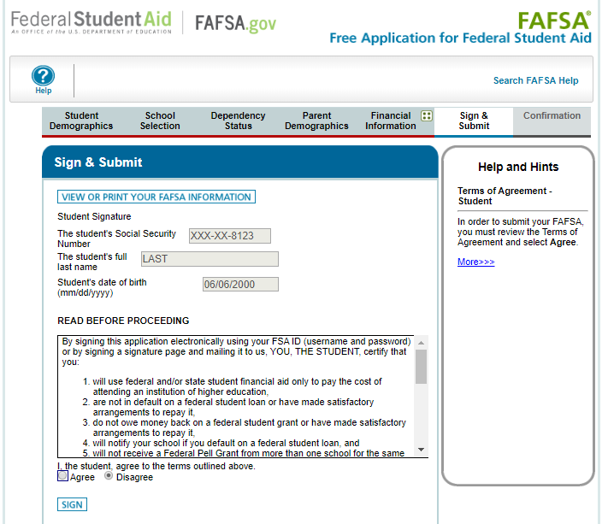 Federal Student Aid
An OFFICE of the U.S. DEPARTMENT of EDUCATION
FAFSA.gov
FAFSA®
Free Application for Federal Student Aid
?
Help
Search FAFSA Help
Student Demographics
School Selection
Dependency Status
Parent Demographics
Financial Information
Sign & Submit
Confirmation
Sign & Submit
VIEW OR PRINT YOUR FAFSA INFORMATION
Student Signature
The student's Social Security
Number
XXX-XX-8123
The student's full
last name
LAST
Student's date of birth
(mm/dd/yyyy)
06/06/2000
READ BEFORE PROCEEDING
By signing this application electronically using your FSA ID (username and password)
or by signing a signature page and mailing it to us, YOU, THE STUDENT, certify that
you:
1. will use federal and/or state student financial aid only to pay the cost of
attending an institution of higher education,
2. are not in default on a federal student loan or have made satisfactory
arrangements to repay it,
3. do not owe money back on a federal student grant or have made satisfactory
arrangements to repay it,
4. will notify your school if you default on a federal student loan, and
5. will not receive a Federal Pell Grant from more than one school for the same
I, the student, agree to the terms outlined above.
Agree Disagree
SIGN
Help and Hints
Terms of Agreement -
Student
In order to submit your FAFSA,
you must review the Terms of
Agreement and select Agree.
More>>>